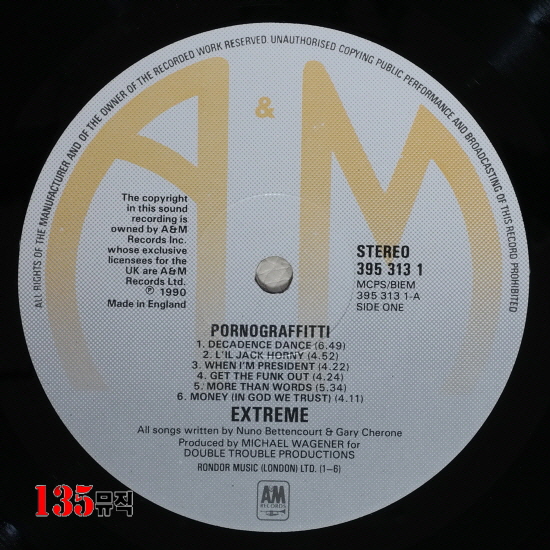 ALL RIGHTS OF THE MANUFACTURER AND OF THE OWNER OF THE RECORDED WORK RESERVED. UNAUTHORISED COPYING PUBLIC PERFORMANCE AND BROADCASTING OF THIS RECORD PROHIBITED
A & M
The copyright
in this sound
recording is
owned by A&M
Records Inc.
whose exclusive
licensees for the
UK are A&M
Records Ltd.
℗ 1990
Made in England
STEREO
395 313 1
MCPS/BIEM
395 313 1-A
SIDE ONE
PORNOGRAFFITTI
1. DECADENCE DANCE (6.49)
2. L'IL JACK HORNY (4.52)
3. WHEN I'M PRESIDENT (4.22)
4. GET THE FUNK OUT (4.24)
5. MORE THAN WORDS (5.34)
6. MONEY (IN GOD WE TRUST) (4.11)
EXTREME
All songs written by Nuno Bettencourt & Gary Cherone
Produced by MICHAEL WAGENER for
DOUBLE TROUBLE PRODUCTIONS
RONDOR MUSIC (LONDON) LTD. (1–6)
AM
RECORDS
135뮤직